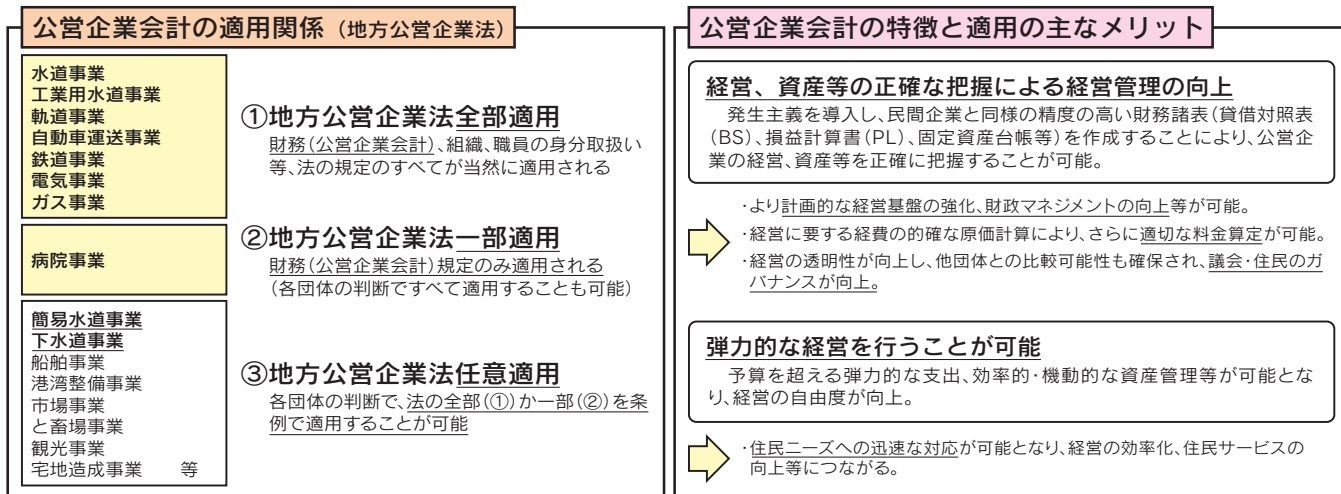 公営企業会計の適用関係（地方公営企業法）
水道事業
工業用水道事業
軌道事業
自動車運送事業
鉄道事業
電気事業
ガス事業
①地方公営企業法全部適用
財務（公営企業会計）、組織、職員の身分取扱い
等、法の規定のすべてが当然に適用される
病院事業
②地方公営企業法一部適用
財務（公営企業会計）規定のみ適用される
（各団体の判断ですべて適用することも可能）
簡易水道事業
下水道事業
船舶事業
港湾整備事業
市場事業
と畜場事業
観光事業
宅地造成事業　等
③地方公営企業法任意適用
各団体の判断で、法の全部（①）か一部（②）を条
例で適用することが可能
公営企業会計の特徴と適用の主なメリット
経営、資産等の正確な把握による経営管理の向上
発生主義を導入し、民間企業と同様の精度の高い財務諸表（貸借対照表
（BS）、損益計算書（PL）、固定資産台帳等）を作成することにより、公営企
業の経営、資産等を正確に把握することが可能。
・より計画的な経営基盤の強化、財政マネジメントの向上等が可能。
・経営に要する経費の的確な原価計算により、さらに適切な料金算定が可能。
・経営の透明性が向上し、他団体との比較可能性も確保され、議会・住民のガ
バナンスが向上。
弾力的な経営を行うことが可能
予算を超える弾力的な支出、効率的・機動的な資産管理等が可能とな
り、経営の自由度が向上。
・住民ニーズへの迅速な対応が可能となり、経営の効率化、住民サービスの
向上等につながる。